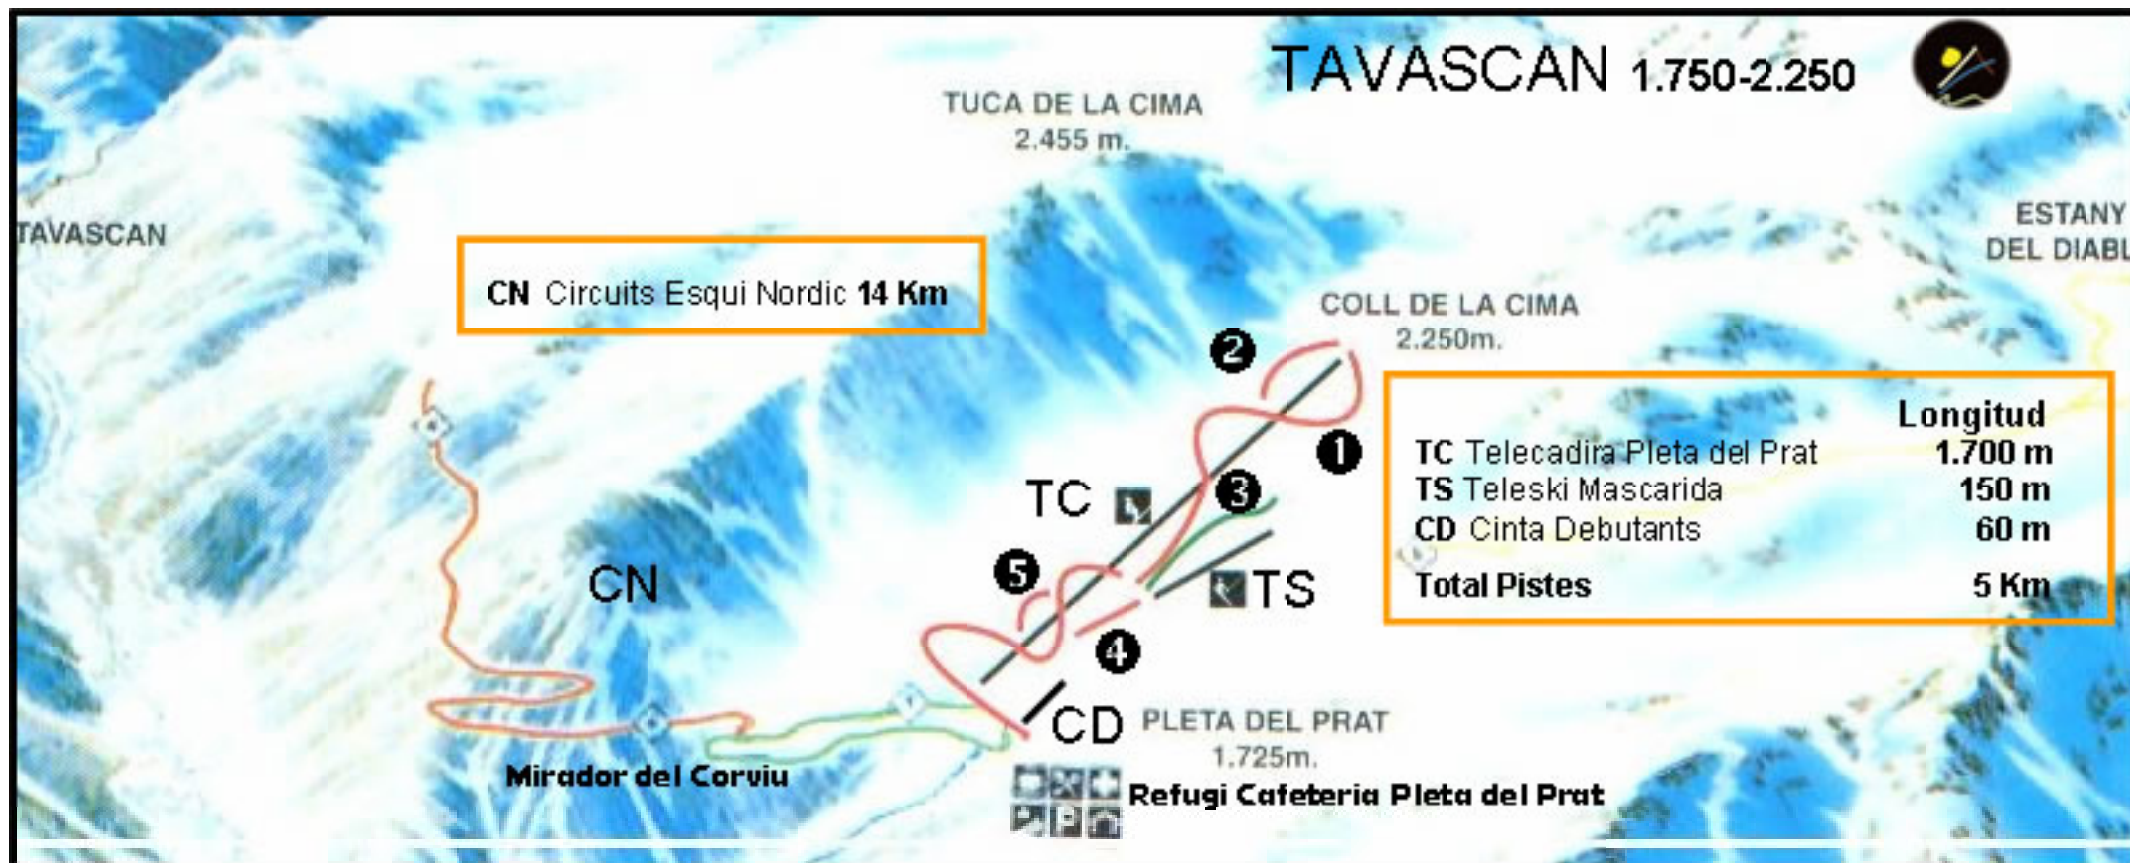 TAVASCAN 1.750-2.250
TUCA DE LA CIMA
2.455 m.
TAVASCAN
ESTANY
DEL DIABL
CN Circuits Esqui Nordic 14 Km
COLL DE LA CIMA
2.250m.
2
1
Longitud
TC Telecadira Pleta del Prat 1.700 m
TS Teleski Mascarida 150 m
CD Cinta Debutants 60 m
Total Pistes 5 Km
3
TC
5
TS
CN
4
CD
PLETA DEL PRAT
1.725m.
Mirador del Corviu
Refugi Cafeteria Pleta del Prat
P